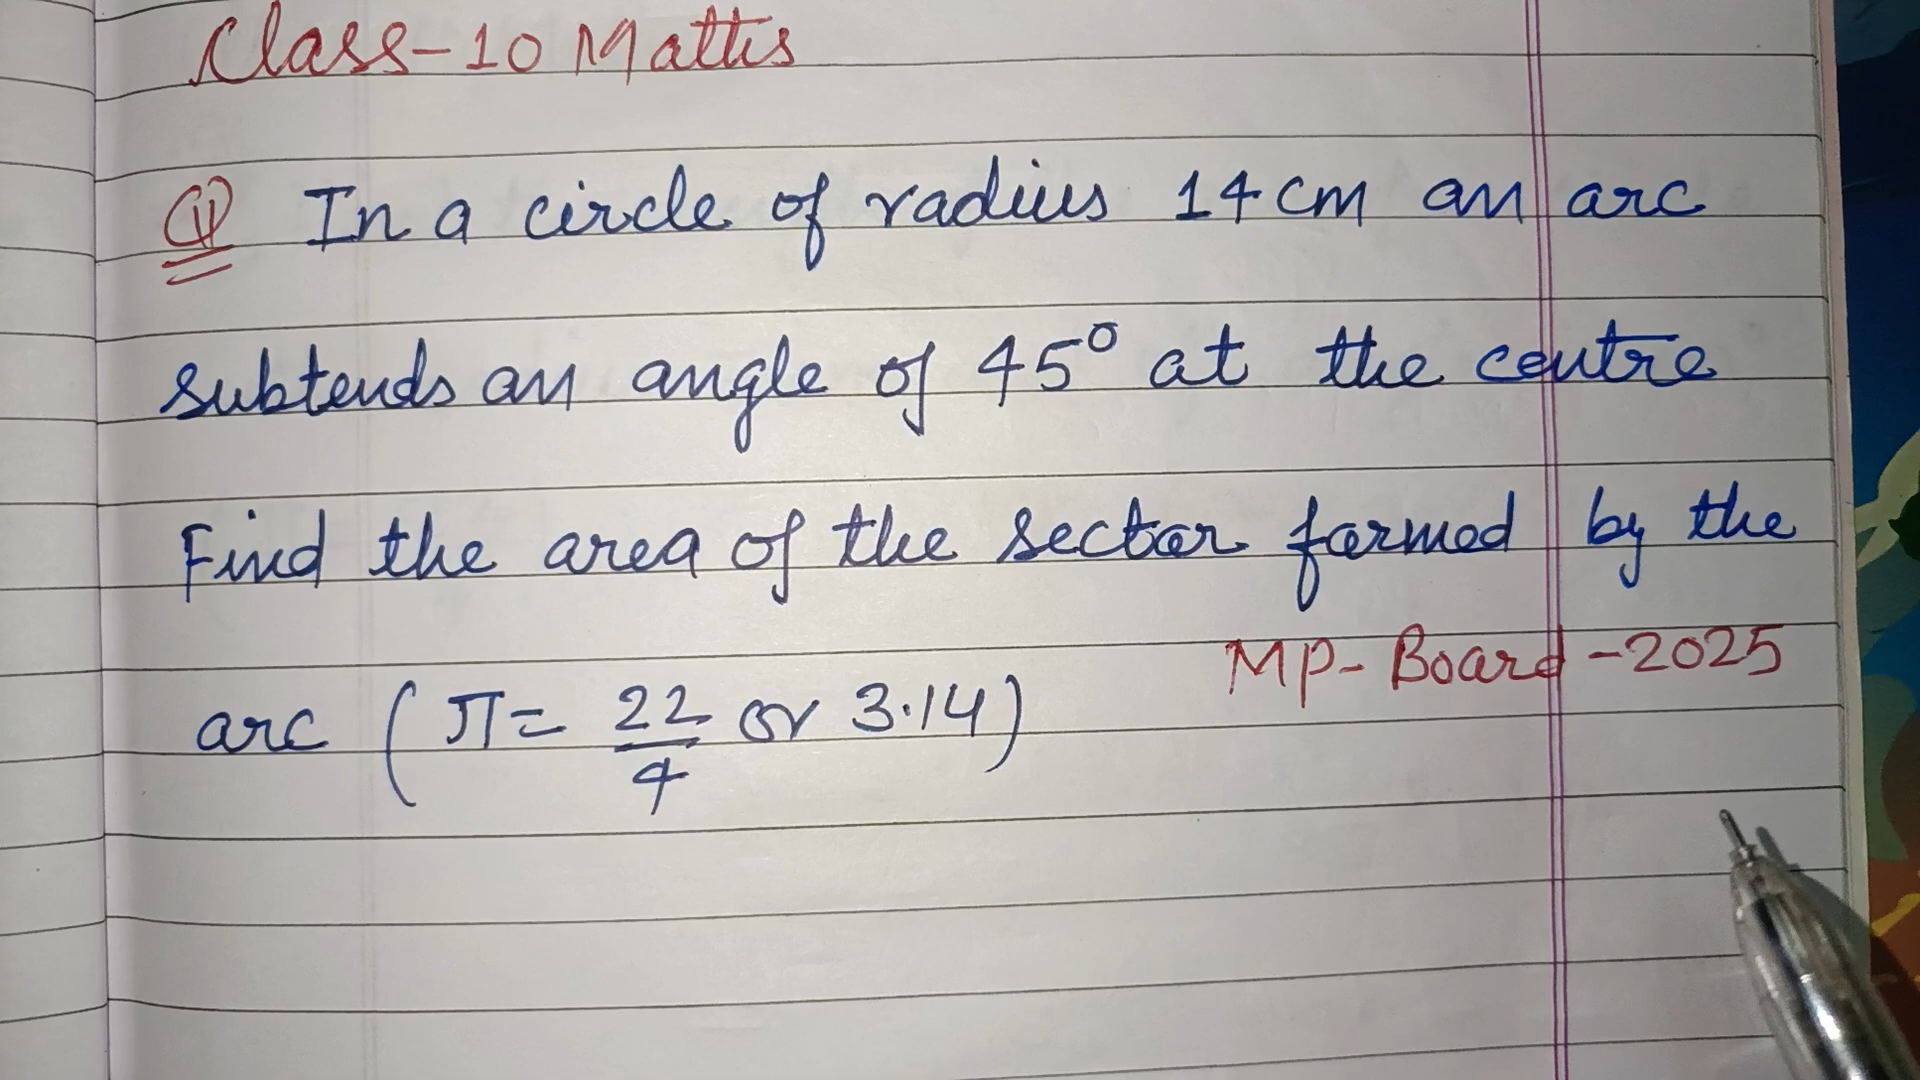 Class-10 Maths
Q In a circle of radius 14 cm an arc
subtends an angle of 45° at the centre
Find the area of the sector formed by the
MP-Board-2025
arc (π = 22/4 or 3.14)